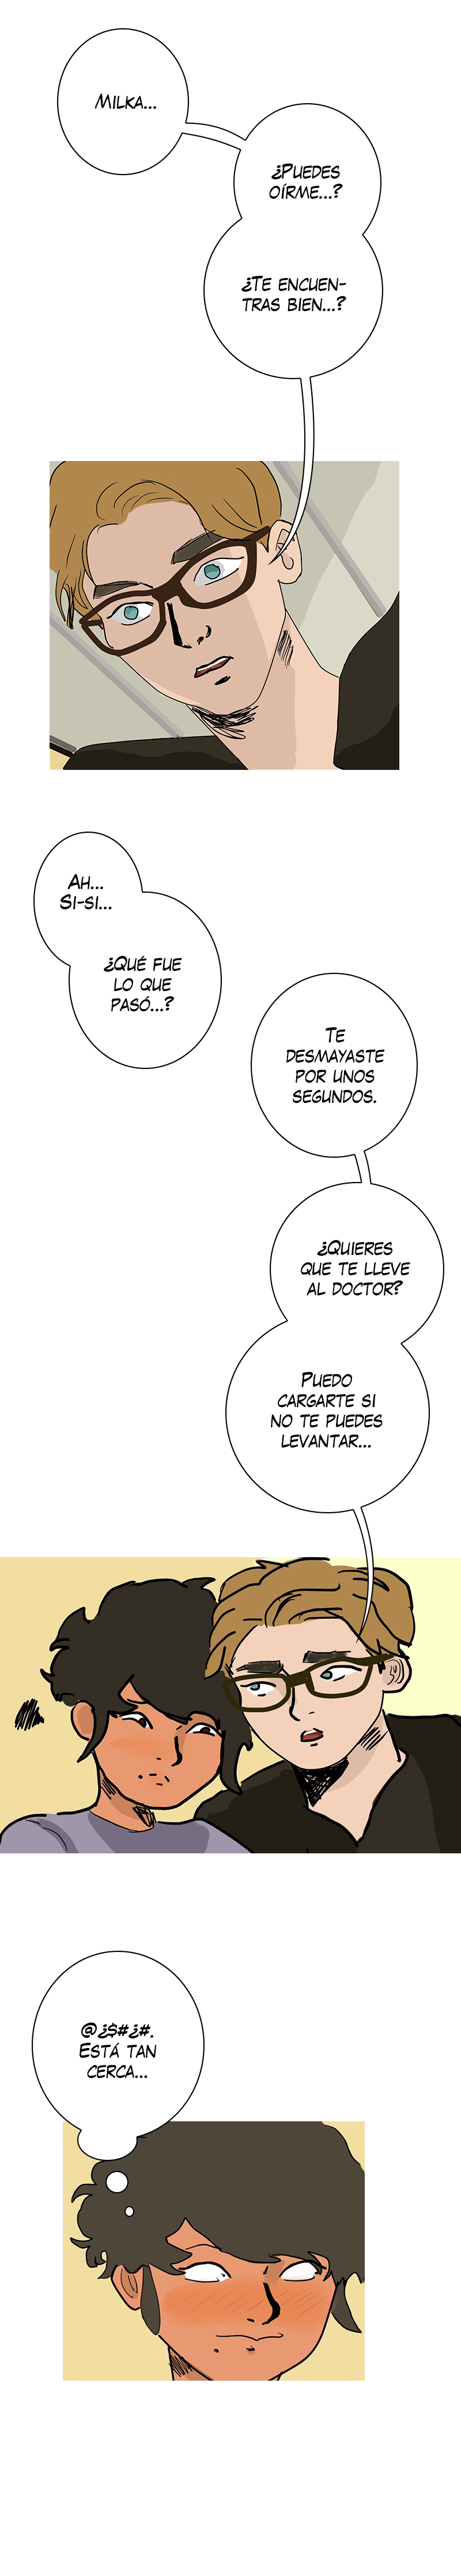 MILKA...
¿PUEDES
OÍRME...?
¿TE ENCUEN-
TRAS BIEN...?
AH...
SI-SI...
¿QUÉ FUE
LO QUE
PASÓ...?
TE
DESMAYASTE
POR UNOS
SEGUNDOS.
¿QUIERES
QUE TE LLEVE
AL DOCTOR?
PUEDO
CARGARTE SI
NO TE PUEDES
LEVANTAR...
@¿$#¿#.
ESTÁ TAN
CERCA...